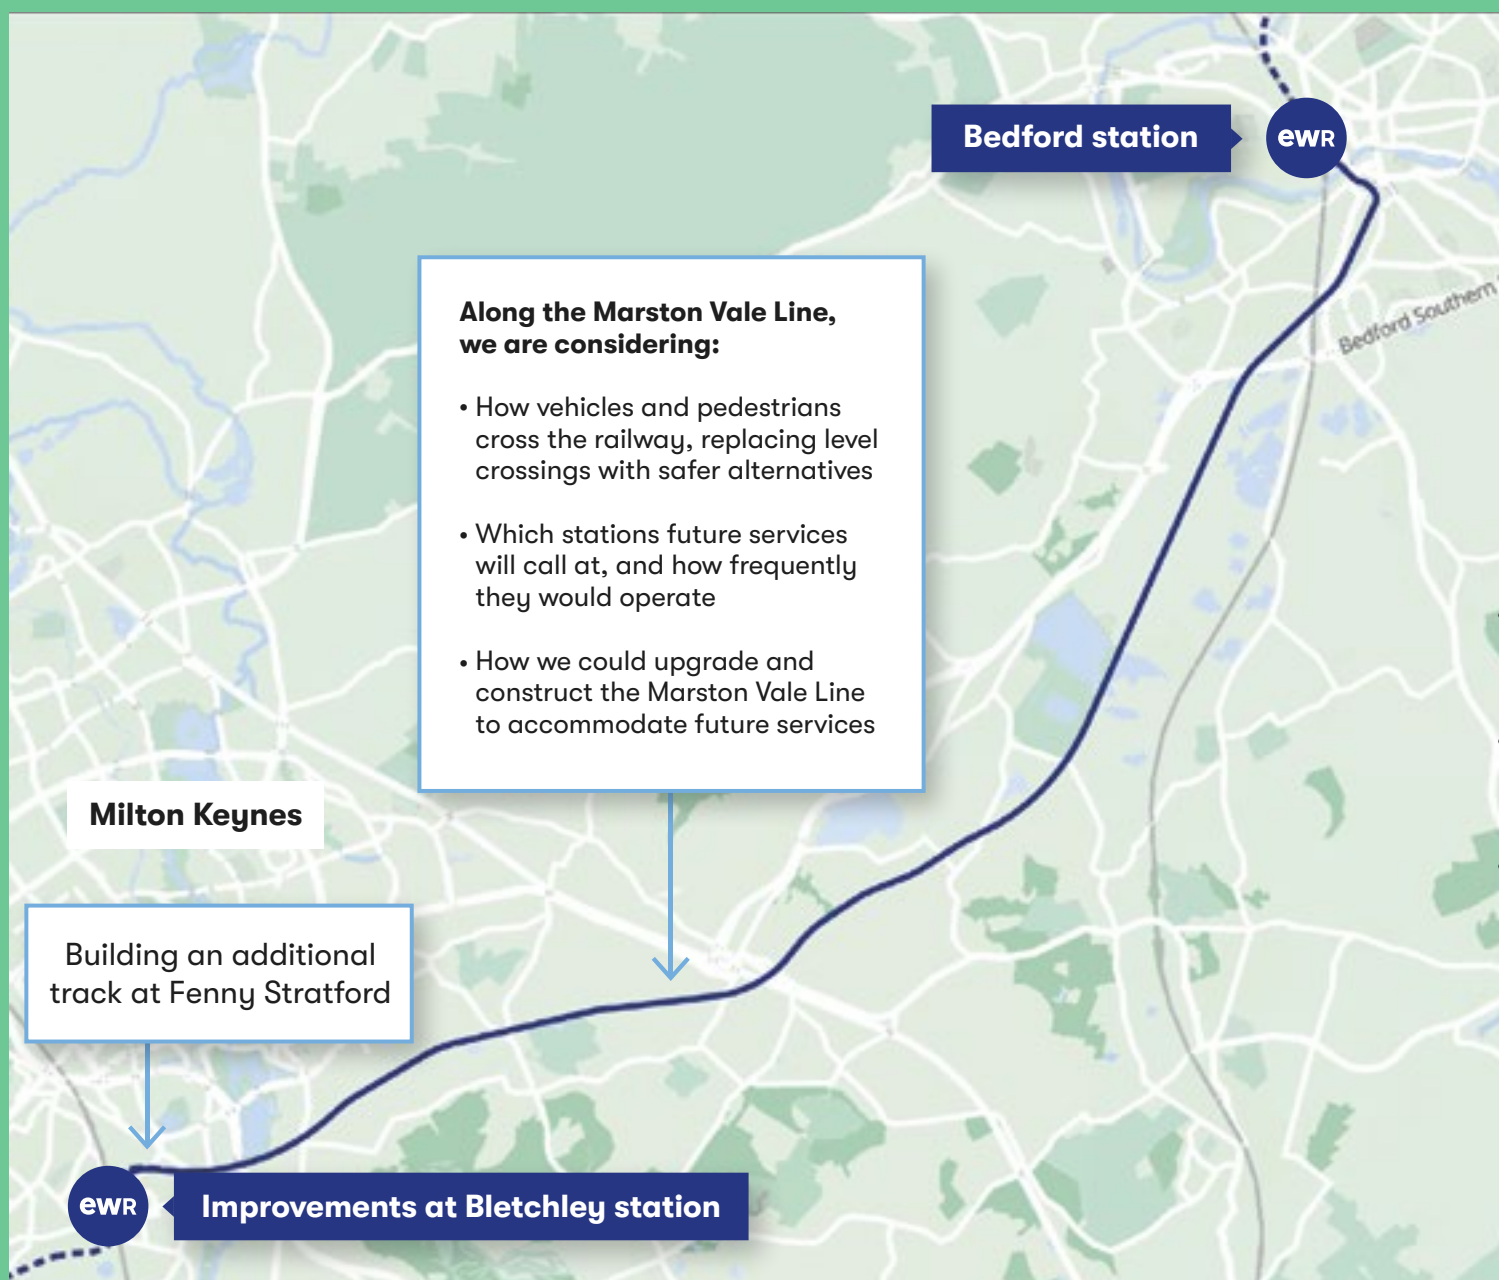 Bedford station
ewR
Along the Marston Vale Line,
we are considering:
• How vehicles and pedestrians
cross the railway, replacing level
crossings with safer alternatives
• Which stations future services
will call at, and how frequently
they would operate
• How we could upgrade and
construct the Marston Vale Line
to accommodate future services
Bedford Southern
Milton Keynes
Building an additional
track at Fenny Stratford
ewR
Improvements at Bletchley station